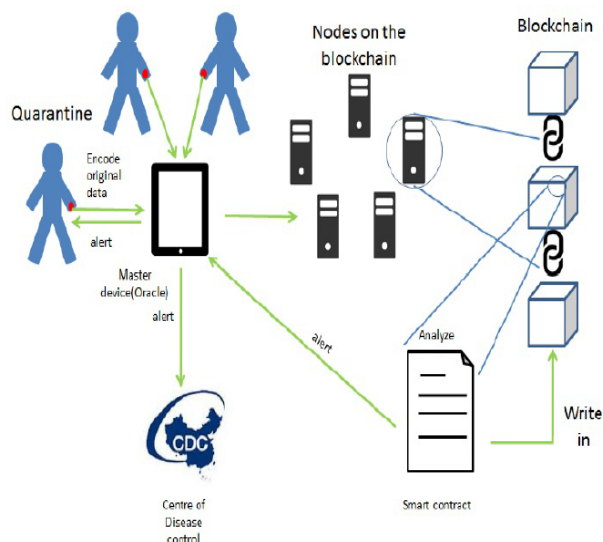 Nodes on the
blockchain
Blockchain
Quarantine
Encode
original
data
alert
Master
device(Oracle)
alert
alert
Analyze
CDC
Write
in
Centre of
Disease
control
Smart contract